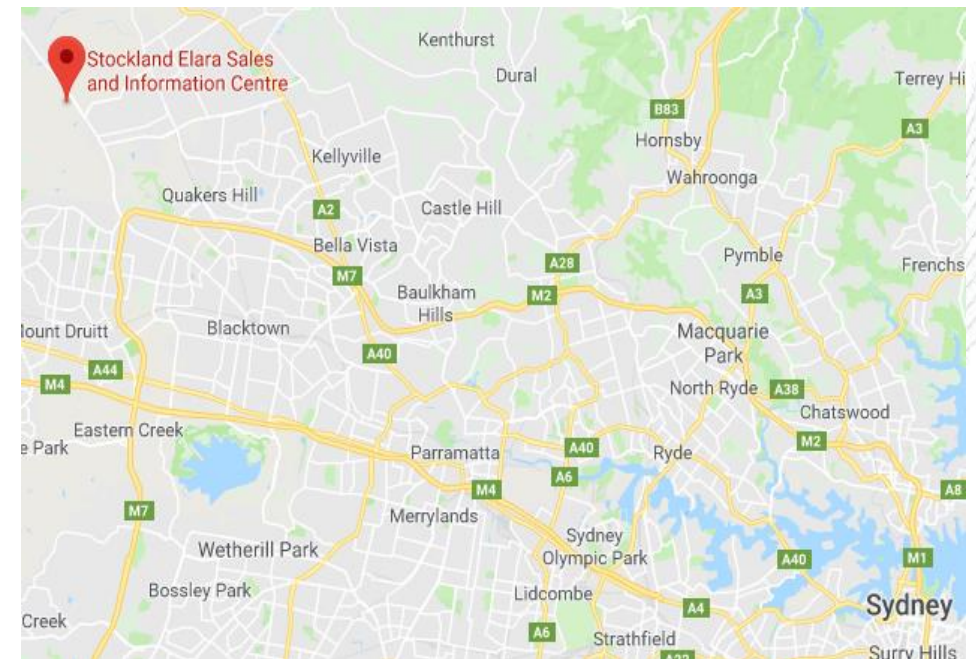 Kenthurst
Stockland Elara Sales
and Information Centre
Dural
Terrey Hi
B83
A3
Hornsby
Kellyville
Wahroonga
Quakers Hill
A2
Castle Hill
Bella Vista
Pymble
A28
Frenchs
M7
Baulkham
Hills
M2
A3
lount Druitt
Blacktown
Macquarie
Park
A40
A44
M4
North Ryde
A38
Chatswood
Eastern Creek
M2
e Park
Parramatta
A40
Ryde
A6
M4
A8
M7
Merrylands
Sydney
Olympic Park
Wetherill Park
A40
M1
Bossley Park
Lidcombe
A4
Sydney
Creek
A6
Strathfield
Surry Hills